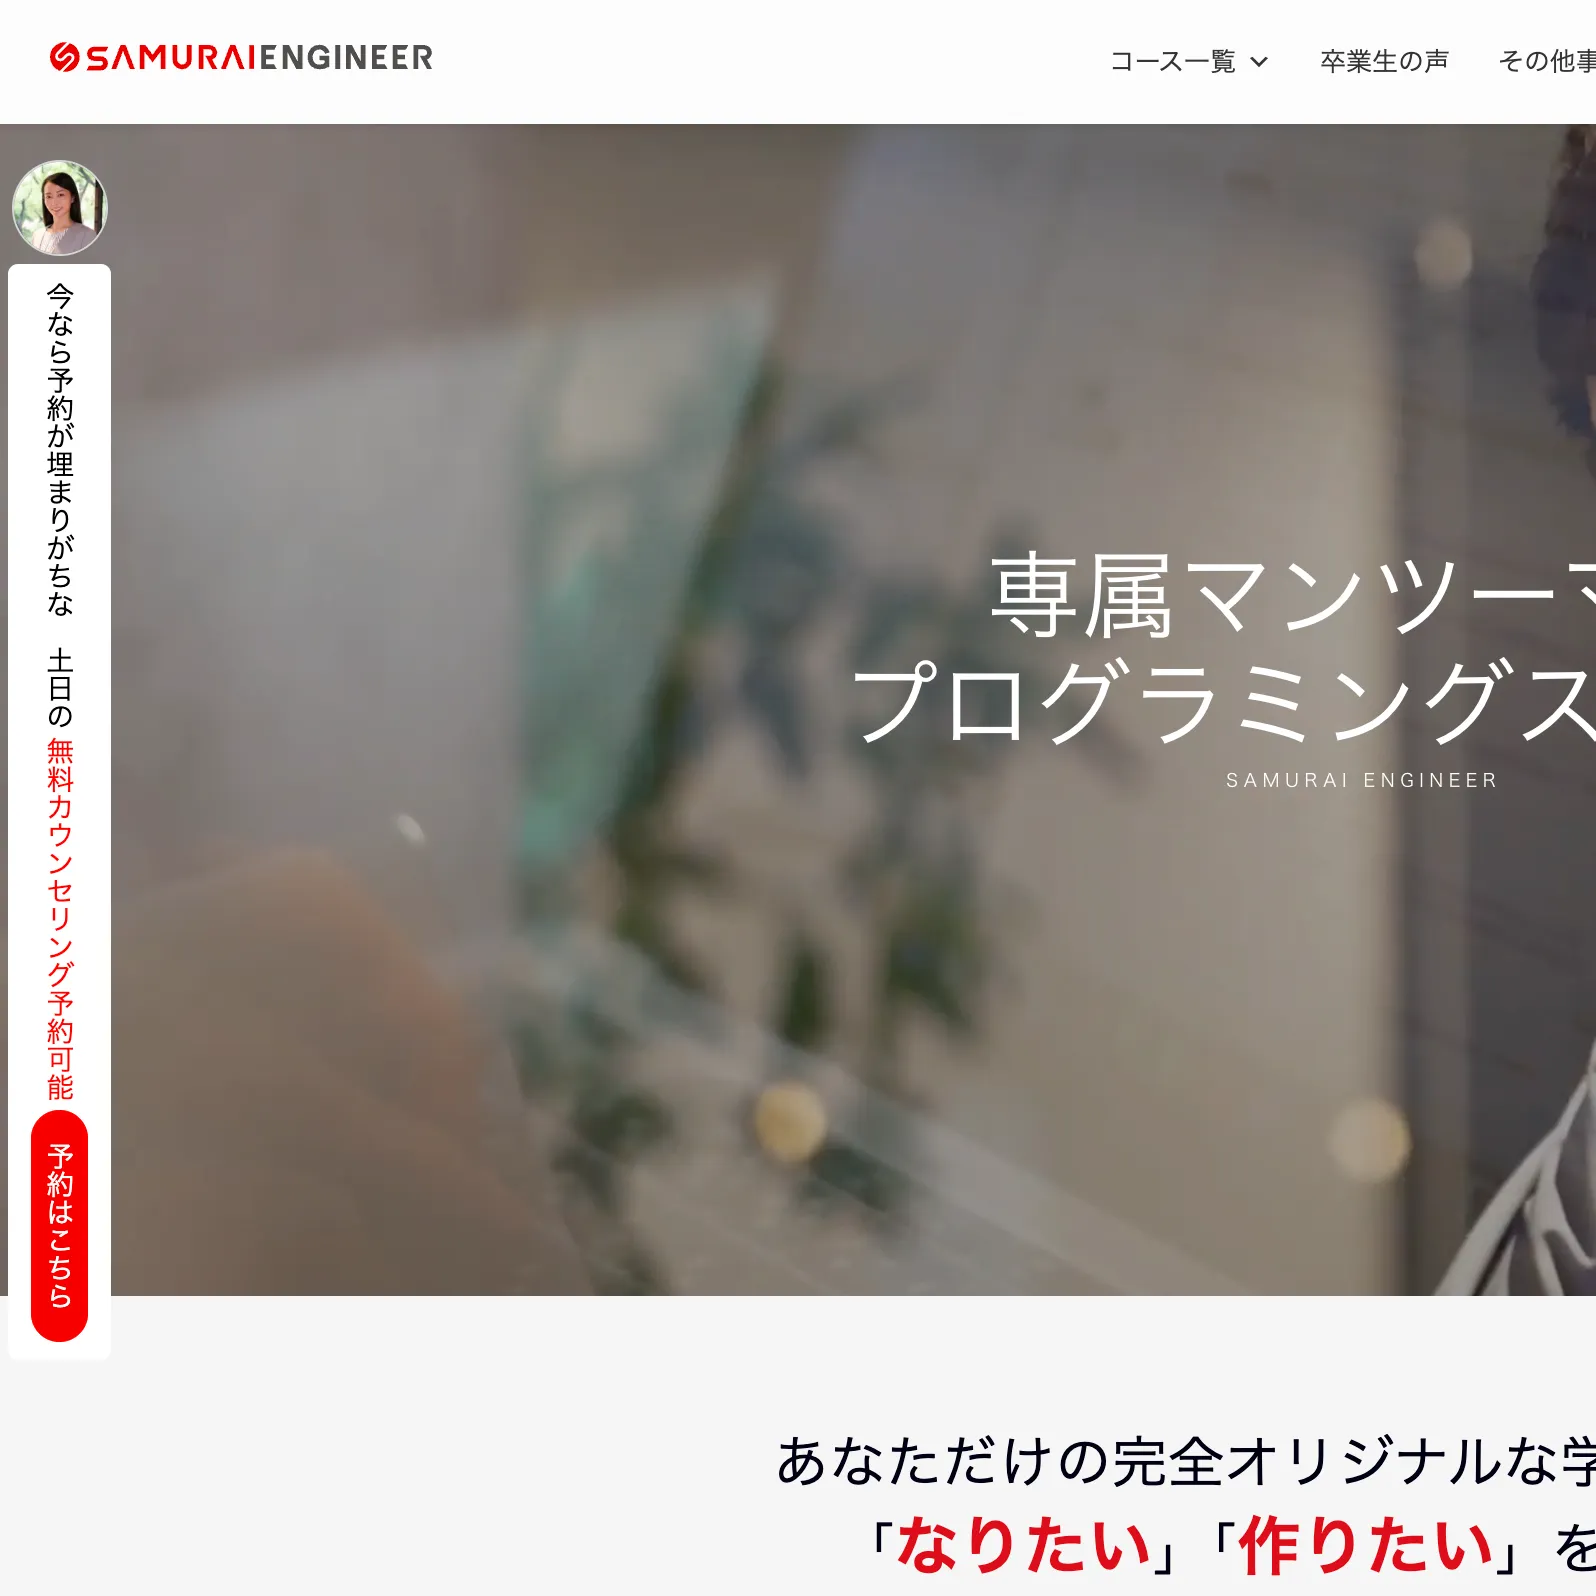 SAMURAIENGINEER
コース一覧
卒業生の声
その他事
今なら予約が埋まりがちな 土日の
無料カウンセリング予約可能
予約はこちら
専属マンツーマ
プログラミングス
SAMURAI ENGINEER
あなただけの完全オリジナルな学
「なりたい」「作りたい」を